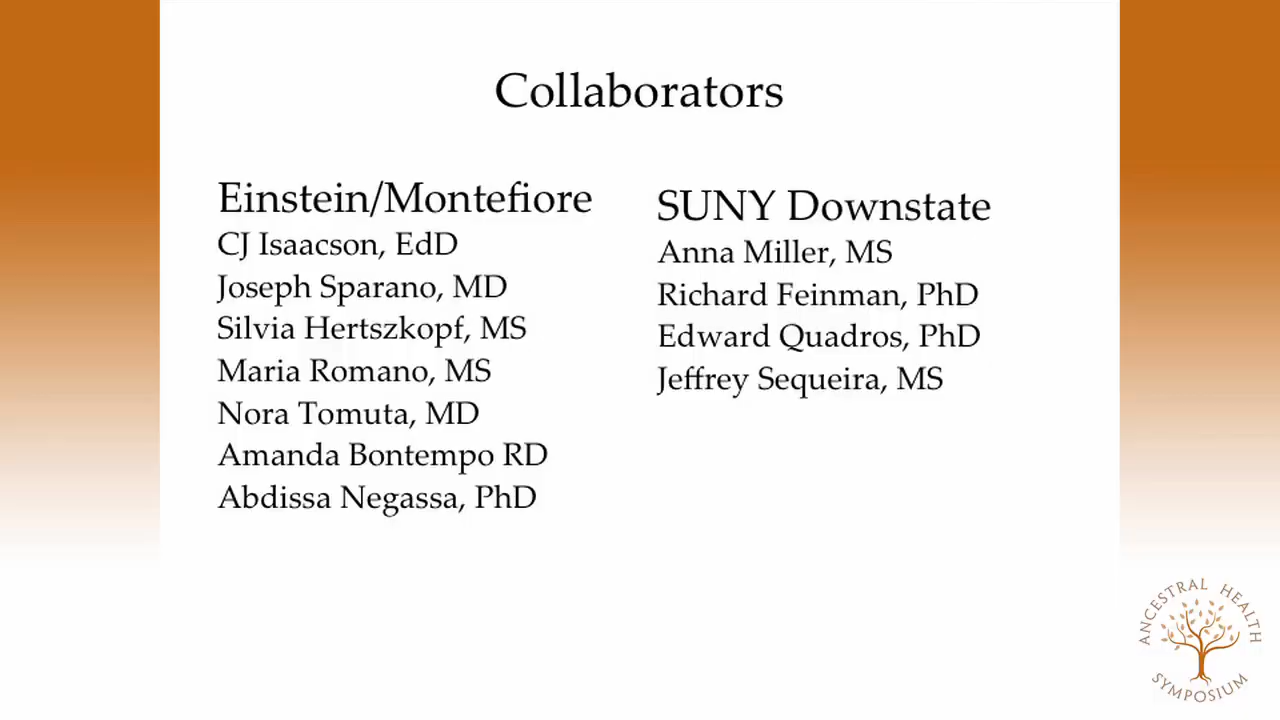 Collaborators
Einstein/Montefiore
CJ Isaacson, EdD
Joseph Sparano, MD
Silvia Hertszkopf, MS
Maria Romano, MS
Nora Tomuta, MD
Amanda Bontempo RD
Abdissa Negassa, PhD
SUNY Downstate
Anna Miller, MS
Richard Feinman, PhD
Edward Quadros, PhD
Jeffrey Sequeira, MS
ANCESTRAL HEALTH
SYMPOSIUM